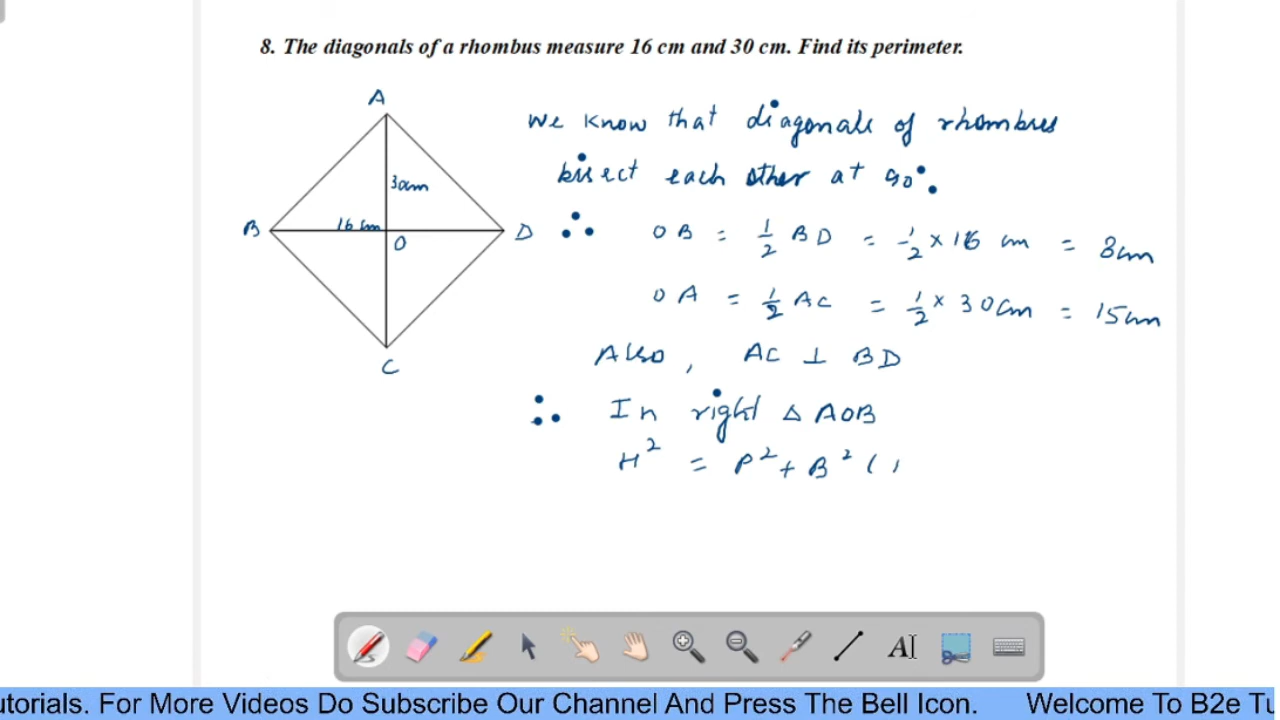 8. The diagonals of a rhombus measure 16 cm and 30 cm. Find its perimeter.
A
30cm
B
16 cm
O
D
C
We know that diagonals of rhombus
bisect each other at 90°.
∴ OB = 1/2 BD = 1/2 × 16 cm = 8cm
OA = 1/2 AC = 1/2 × 30cm = 15cm
Also, AC ⊥ BD
∴ In right △ AOB
H² = P² + B² (
utorials. For More Videos Do Subscribe Our Channel And Press The Bell Icon. Welcome To B2e Tu